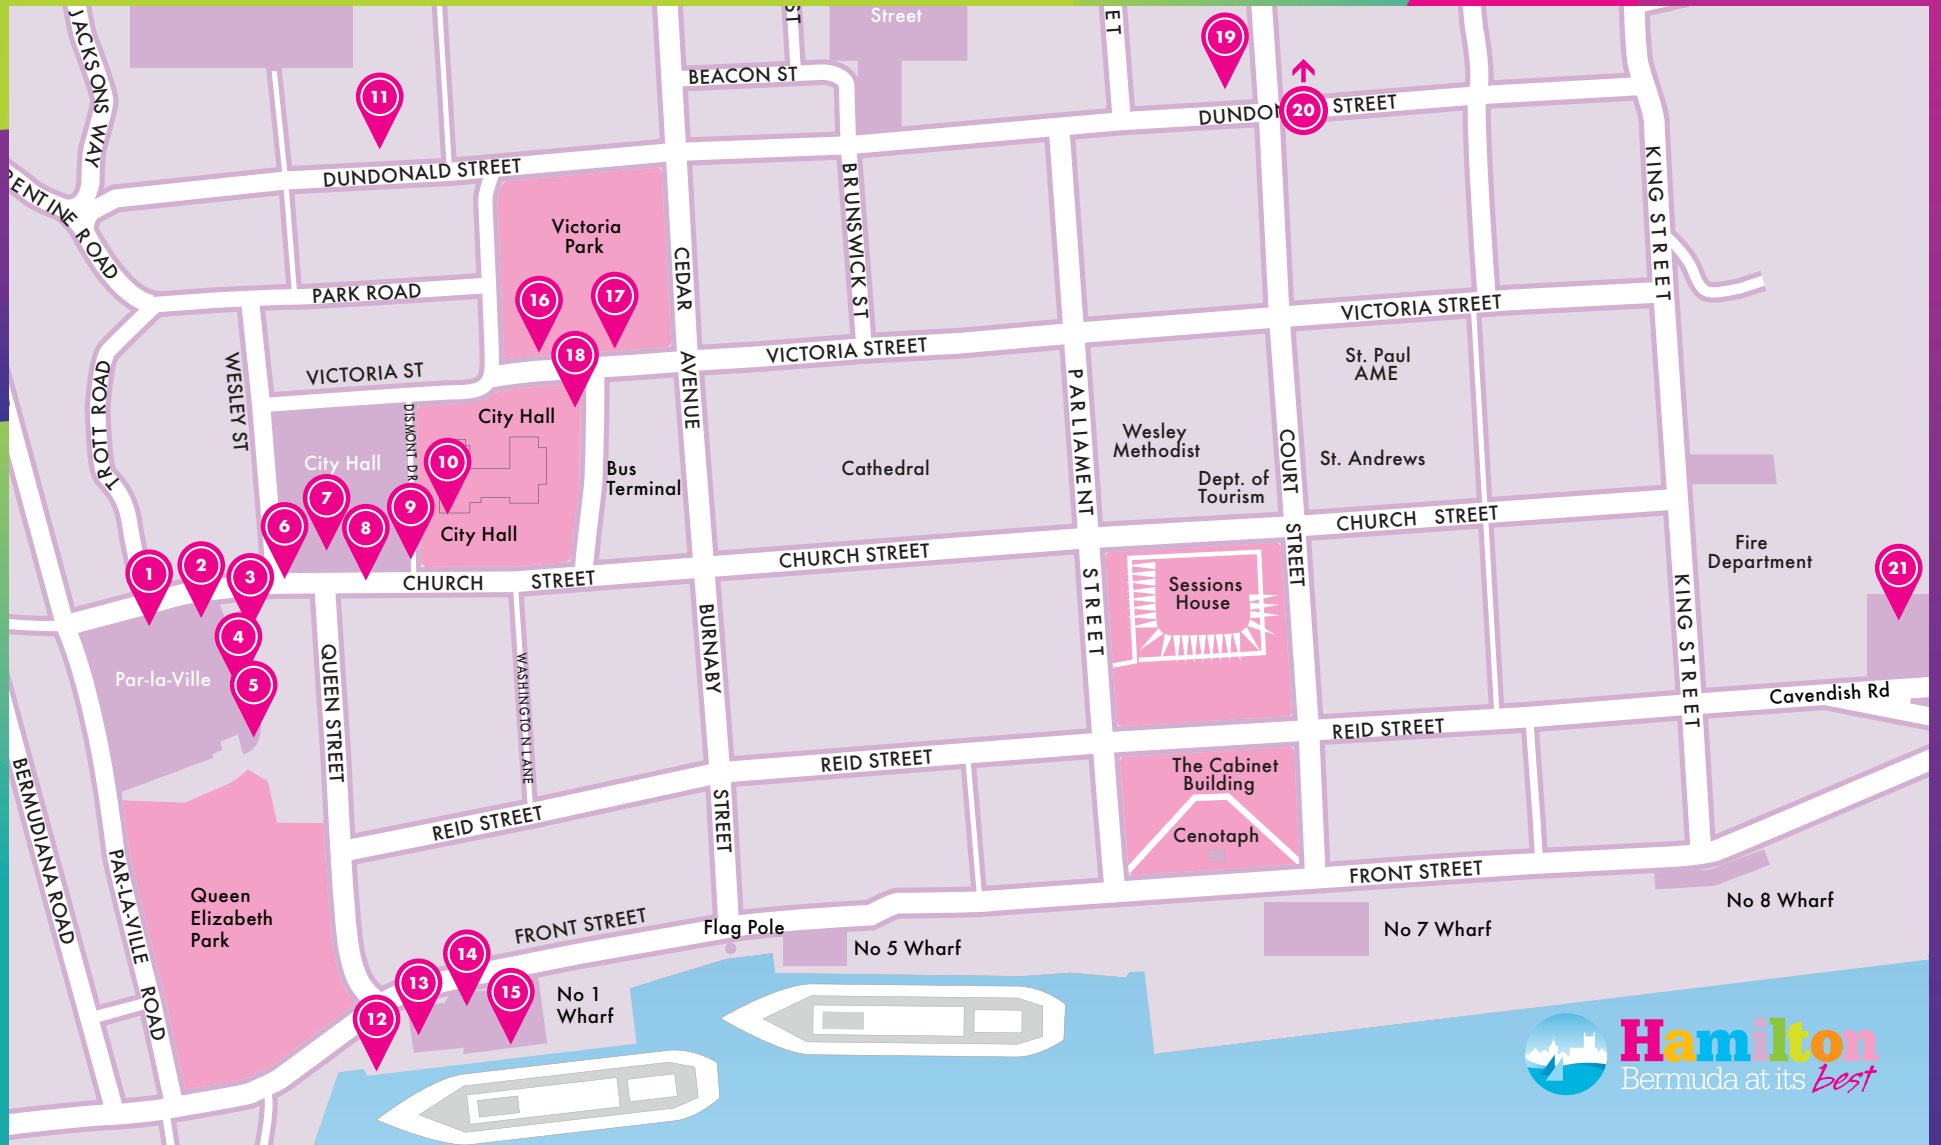 JACKSONS WAY
ST
Street
ET
19
BEACON ST
11
20
DUNDON
STREET
DUNDONALD STREET
ROAD
Victoria
Park
BRUNSWICK ST
KING STREET
CEDAR
AVENUE
PARK ROAD
16
17
18
VICTORIA STREET
VICTORIA STREET
VICTORIA ST
TROTT ROAD
WESLEY ST
DISMONT DR
City Hall
City Hall
City Hall
10
Bus
Terminal
Cathedral
PARLIAMENT
STREET
Wesley
Methodist
Dept. of
Tourism
COURT
STREET
St. Paul
AME
St. Andrews
7
9
6
8
1
2
3
4
5
CHURCH
STREET
CHURCH STREET
CHURCH STREET
Fire
Department
21
Sessions
House
Par-la-Ville
QUEEN STREET
WASHINGTON LANE
BURNABY
STREET
KING STREET
Cavendish Rd
REID STREET
REID STREET
REID STREET
The Cabinet
Building
Cenotaph
BERMUDIANA ROAD
PAR-LA-VILLE ROAD
Queen
Elizabeth
Park
FRONT STREET
FRONT STREET
Flag Pole
No 5 Wharf
No 7 Wharf
No 8 Wharf
12
13
14
15
No 1
Wharf
Hamilton
Bermuda at its best